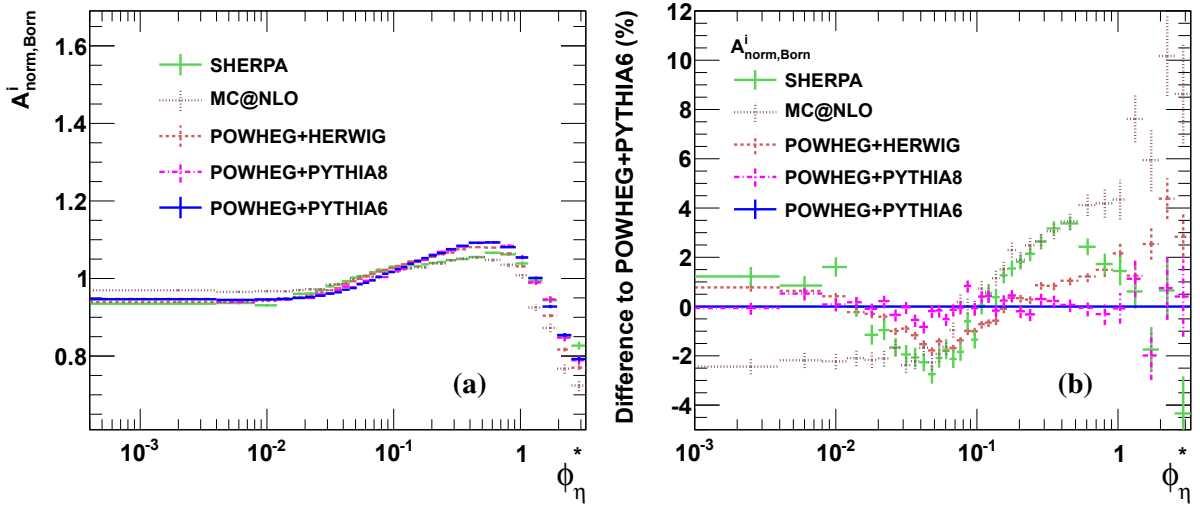 A^i_norm,Born
1.6
1.4
1.2
1
0.8
SHERPA
MC@NLO
POWHEG+HERWIG
POWHEG+PYTHIA8
POWHEG+PYTHIA6
(a)
10^-3
10^-2
10^-1
1
ϕ*_η
Difference to POWHEG+PYTHIA6 (%)
12
10
8
6
4
2
0
-2
-4
A^i_norm,Born
SHERPA
MC@NLO
POWHEG+HERWIG
POWHEG+PYTHIA8
POWHEG+PYTHIA6
(b)
10^-3
10^-2
10^-1
1
ϕ*_η